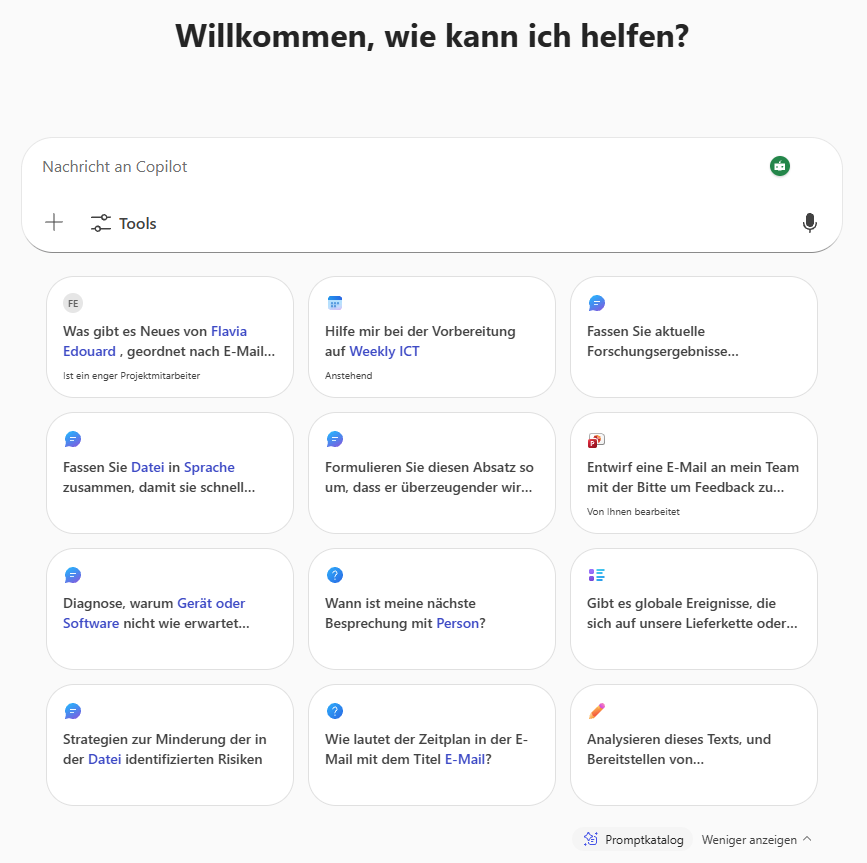 Willkommen, wie kann ich helfen?
Nachricht an Copilot
Tools
FE
Was gibt es Neues von Flavia
Edouard , geordnet nach E-Mail...
Ist ein enger Projektmitarbeiter
Hilfe mir bei der Vorbereitung
auf Weekly ICT
Anstehend
Fassen Sie aktuelle
Forschungsergebnisse...
Fassen Sie Datei in Sprache
zusammen, damit sie schnell...
Formulieren Sie diesen Absatz so
um, dass er überzeugender wir...
Entwirf eine E-Mail an mein Team
mit der Bitte um Feedback zu...
Von Ihnen bearbeitet
Diagnose, warum Gerät oder
Software nicht wie erwartet...
Wann ist meine nächste
Besprechung mit Person?
Gibt es globale Ereignisse, die
sich auf unsere Lieferkette oder...
Strategien zur Minderung der in
der Datei identifizierten Risiken
Wie lautet der Zeitplan in der E-
Mail mit dem Titel E-Mail?
Analysieren dieses Texts, und
Bereitstellen von...
Promptkatalog
Weniger anzeigen